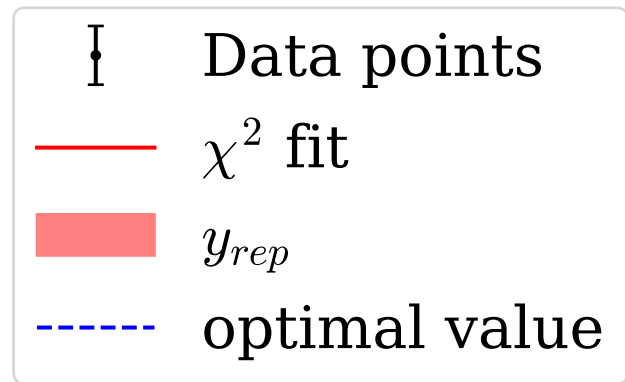 Data points
χ² fit
y_rep
optimal value